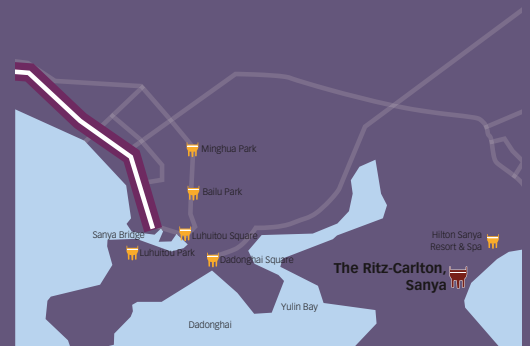 Minghua Park
Bailu Park
Sanya Bridge
Luhuitou Square
Luhuitou Park
Dadonghai Square
Hilton Sanya
Resort & Spa
The Ritz-Carlton,
Sanya
Yulin Bay
Dadonghai